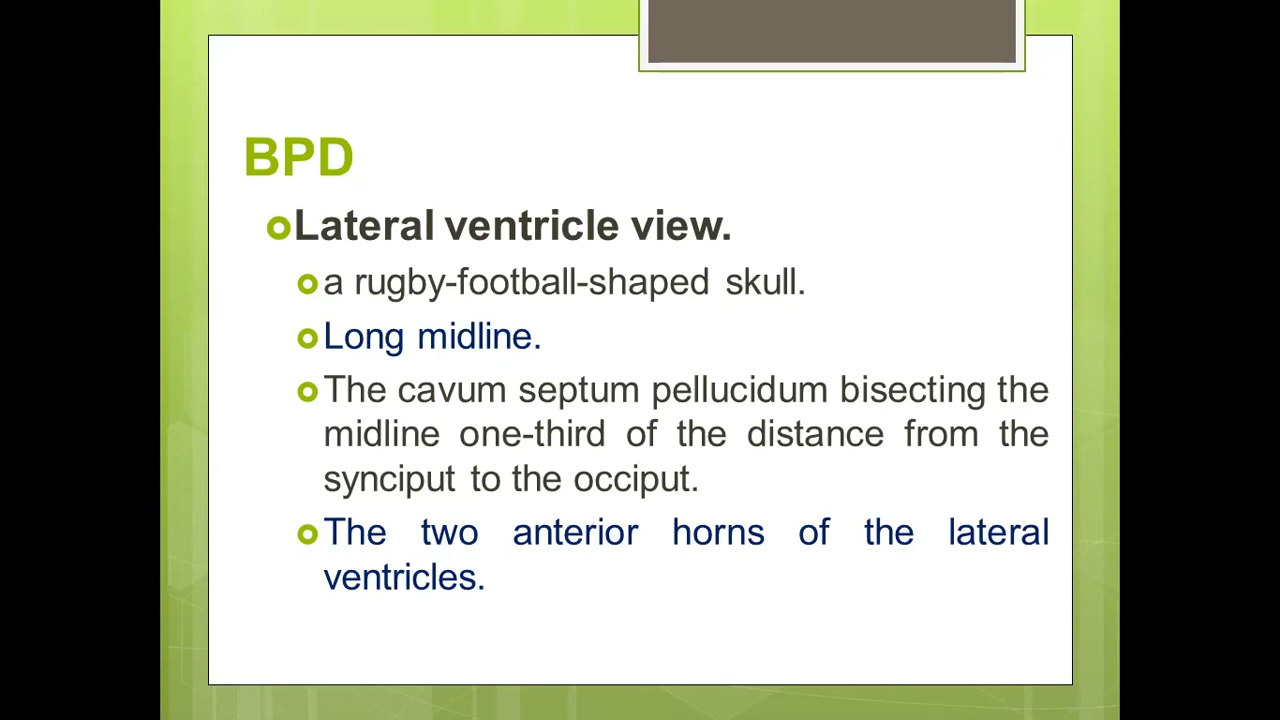 BPD
Lateral ventricle view.
a rugby-football-shaped skull.
Long midline.
The cavum septum pellucidum bisecting the
midline one-third of the distance from the
synciput to the occiput.
The two anterior horns of the lateral
ventricles.